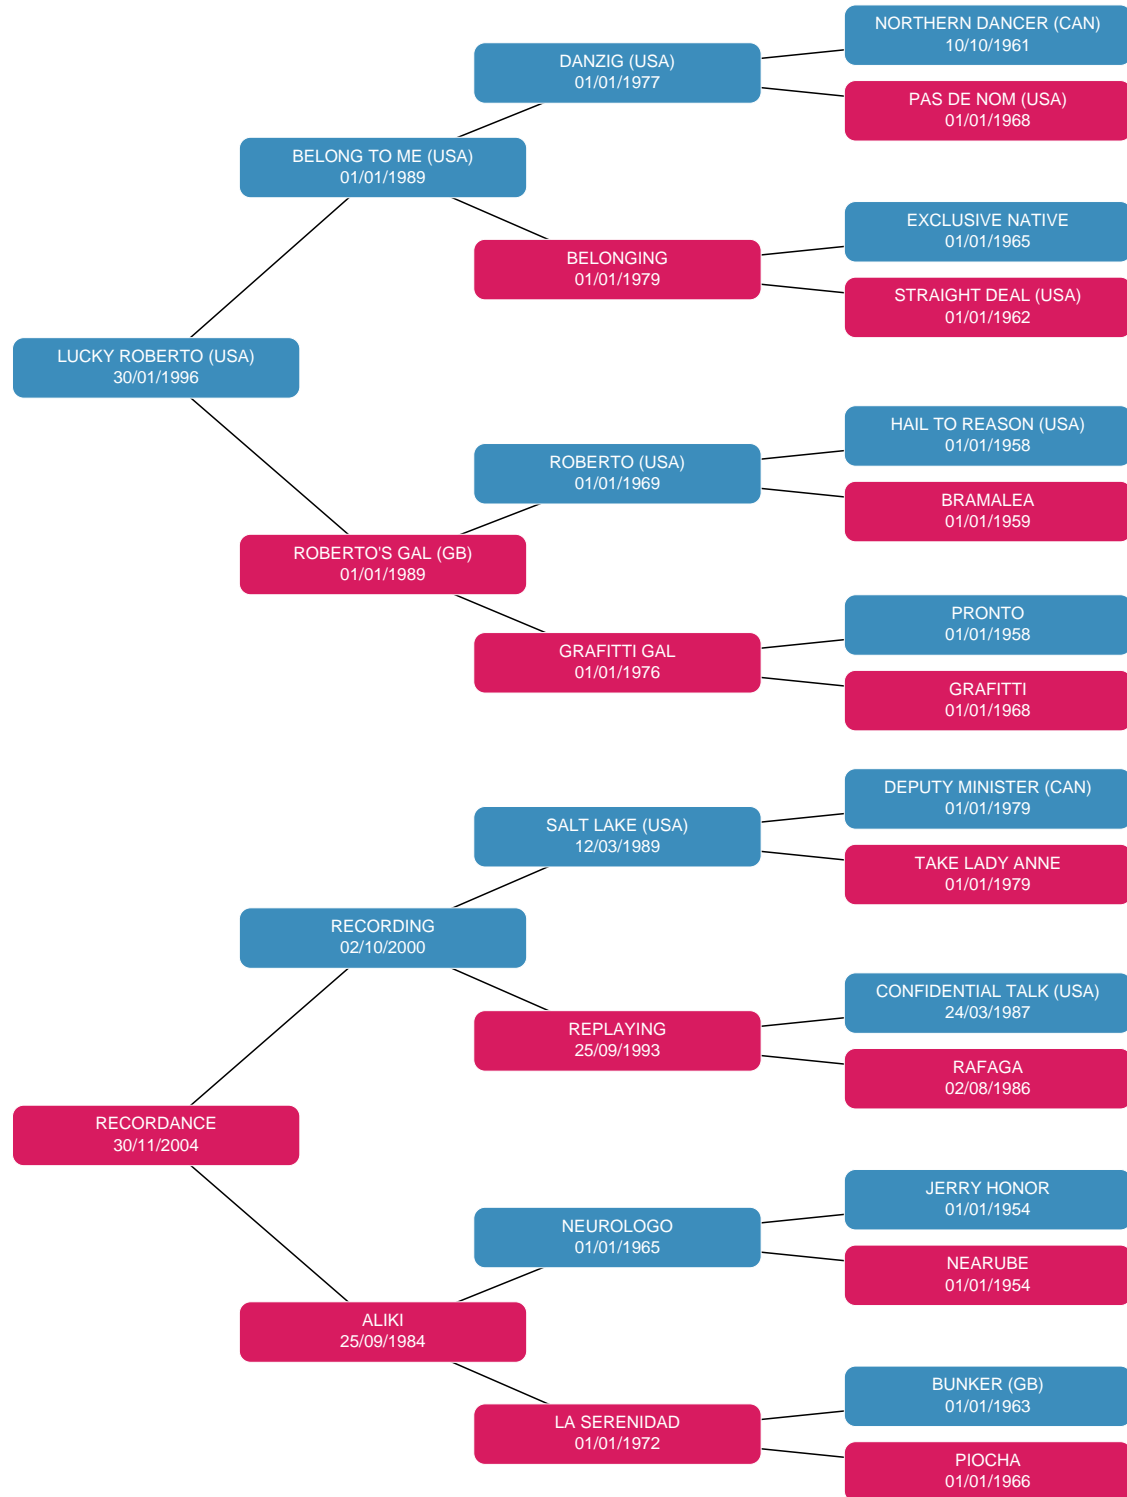 NORTHERN DANCER (CAN)
10/10/1961
DANZIG (USA)
01/01/1977
PAS DE NOM (USA)
01/01/1968
BELONG TO ME (USA)
01/01/1989
EXCLUSIVE NATIVE
01/01/1965
BELONGING
01/01/1979
STRAIGHT DEAL (USA)
01/01/1962
LUCKY ROBERTO (USA)
30/01/1996
HAIL TO REASON (USA)
01/01/1958
ROBERTO (USA)
01/01/1969
BRAMALEA
01/01/1959
ROBERTO'S GAL (GB)
01/01/1989
PRONTO
01/01/1958
GRAFITTI GAL
01/01/1976
GRAFITTI
01/01/1968
DEPUTY MINISTER (CAN)
01/01/1979
SALT LAKE (USA)
12/03/1989
TAKE LADY ANNE
01/01/1979
RECORDING
02/10/2000
CONFIDENTIAL TALK (USA)
24/03/1987
REPLAYING
25/09/1993
RAFAGA
02/08/1986
RECORDANCE
30/11/2004
JERRY HONOR
01/01/1954
NEUROLOGO
01/01/1965
NEARUBE
01/01/1954
ALIKI
25/09/1984
BUNKER (GB)
01/01/1963
LA SERENIDAD
01/01/1972
PIOCHA
01/01/1966